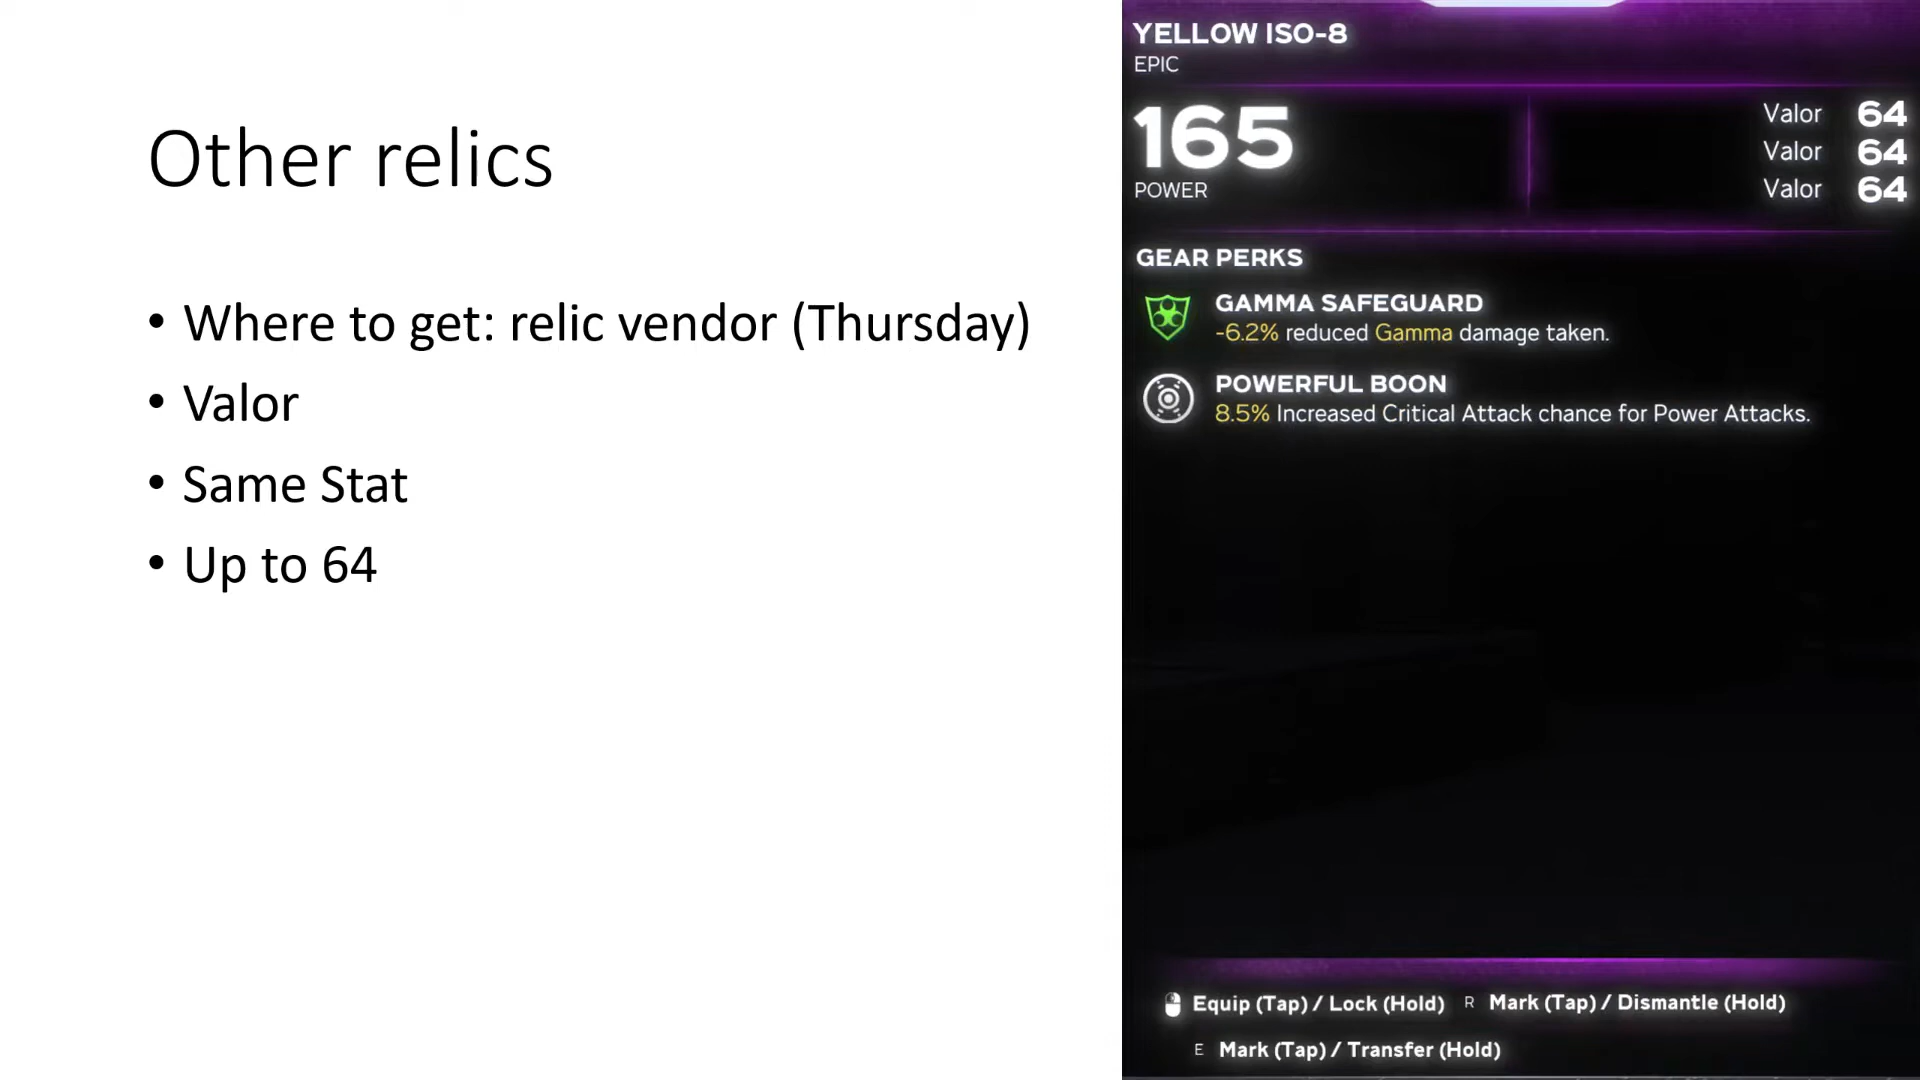 Other relics
• Where to get: relic vendor (Thursday)
• Valor
• Same Stat
• Up to 64
YELLOW ISO-8
EPIC
165
POWER
Valor 64
Valor 64
Valor 64
GEAR PERKS
GAMMA SAFEGUARD
-6.2% reduced Gamma damage taken.
POWERFUL BOON
8.5% Increased Critical Attack chance for Power Attacks.
Equip (Tap) / Lock (Hold) R Mark (Tap) / Dismantle (Hold)
E Mark (Tap) / Transfer (Hold)